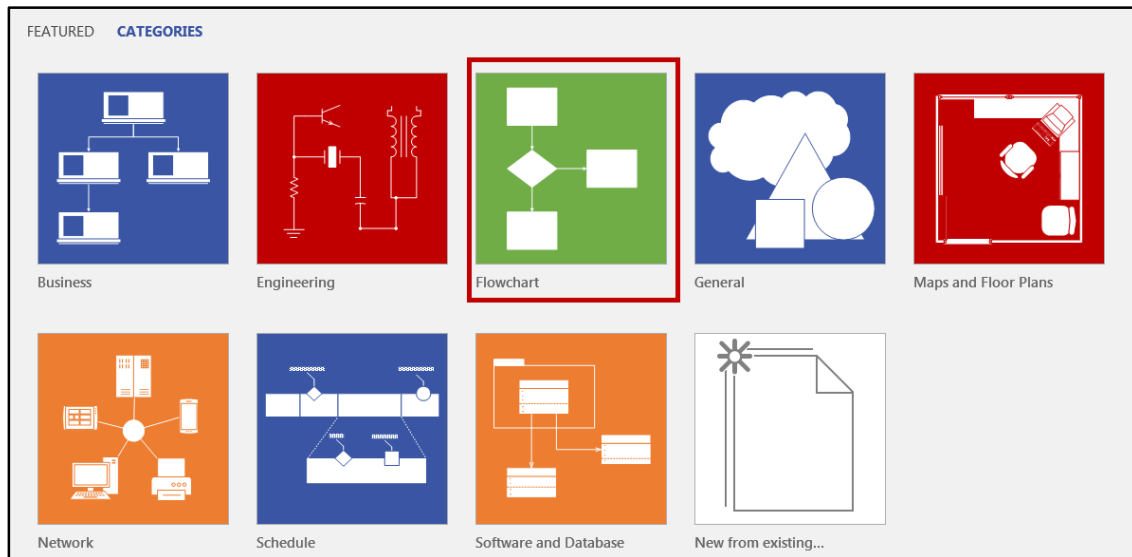 FEATURED CATEGORIES
Business Engineering Flowchart General Maps and Floor Plans
Network Schedule Software and Database New from existing...